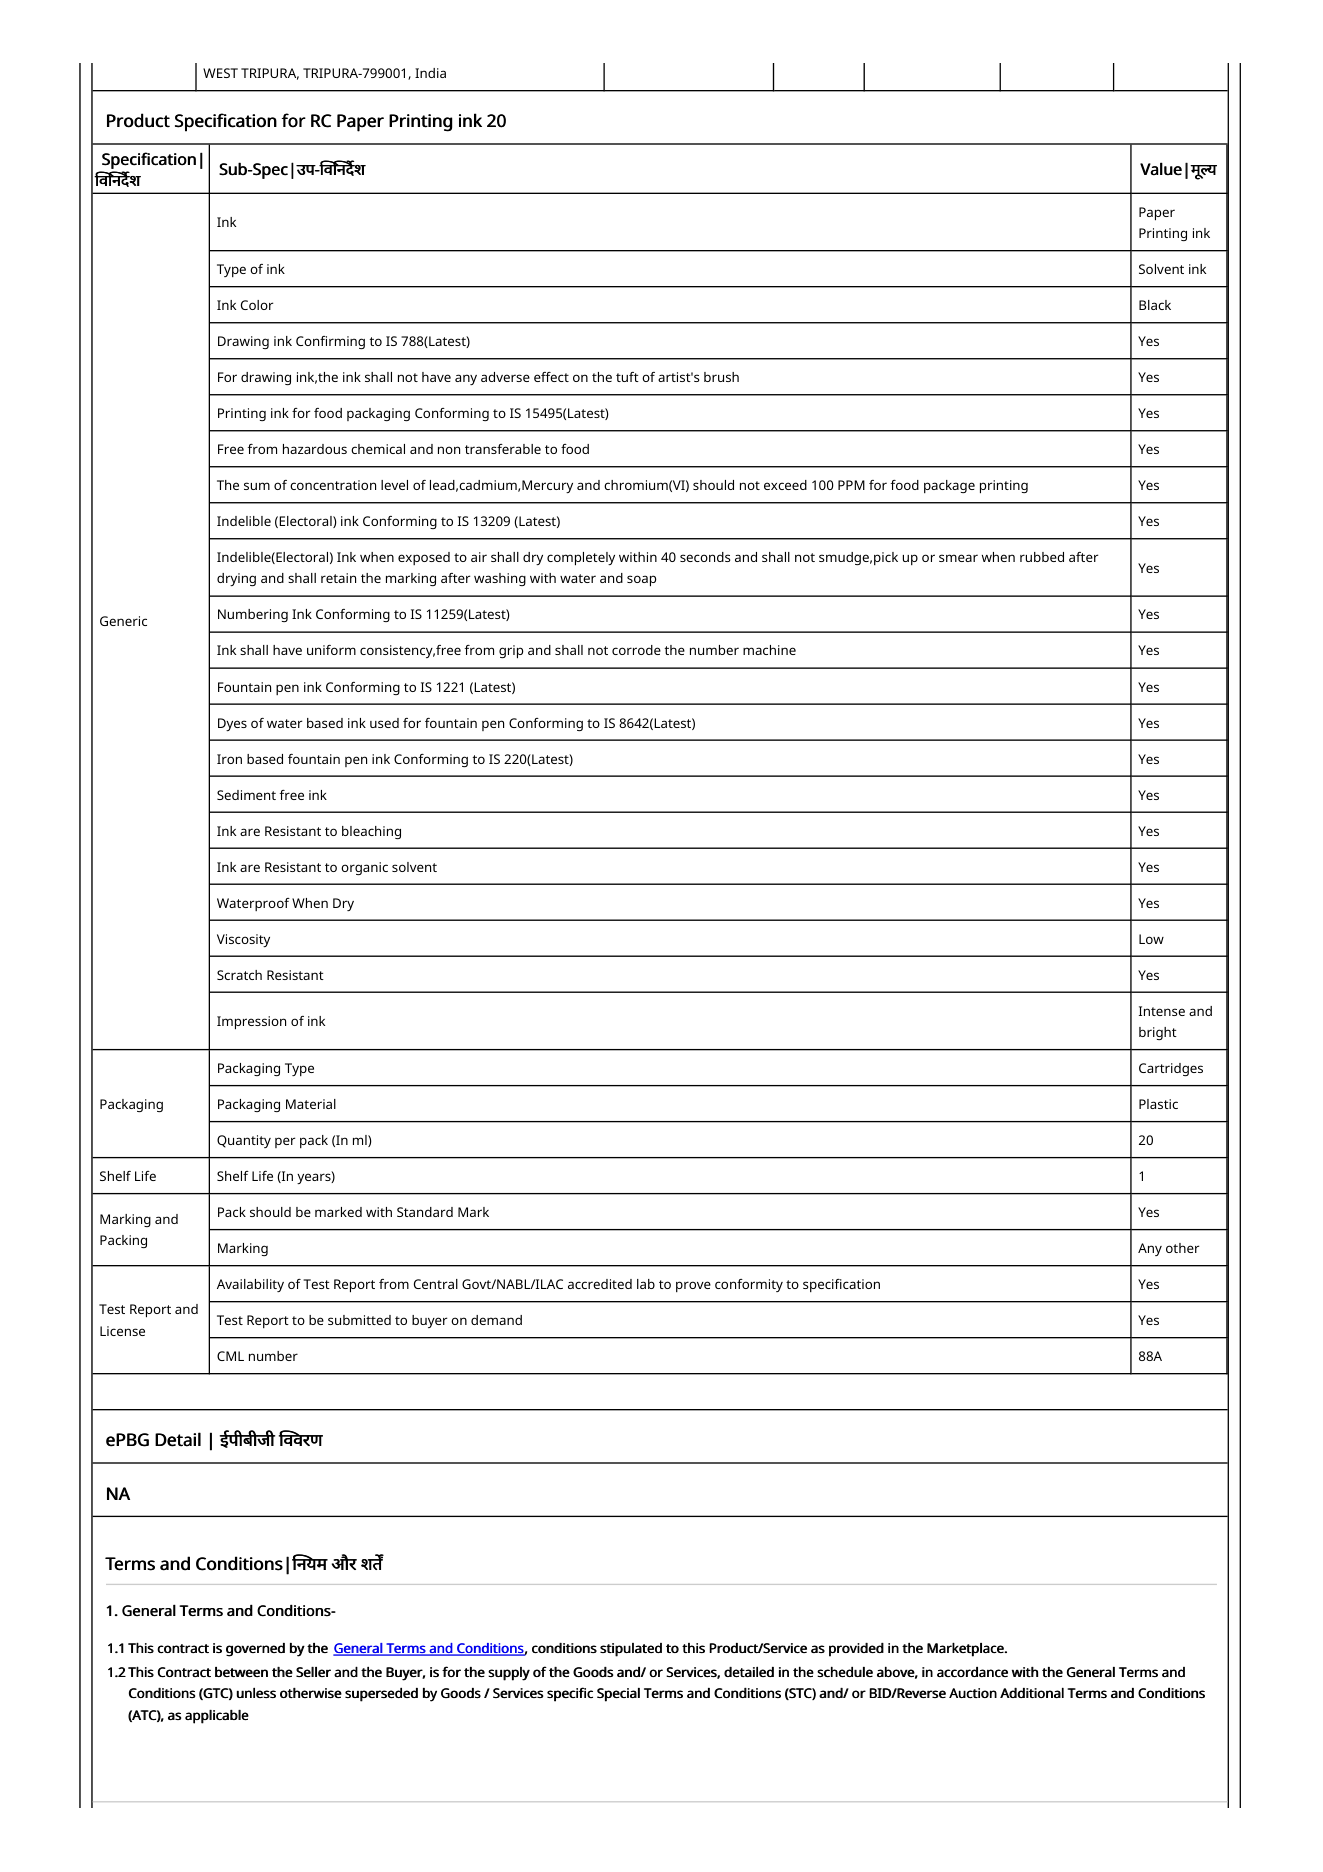 WEST TRIPURA, TRIPURA-799001, India
Product Specification for RC Paper Printing ink 20
Specification|
विनिर्देश
Sub-Spec|उप-विनिर्देश
Value|मूल्य
Generic
Ink
Paper
Printing ink
Type of ink
Solvent ink
Ink Color
Black
Drawing ink Confirming to IS 788(Latest)
Yes
For drawing ink,the ink shall not have any adverse effect on the tuft of artist's brush
Yes
Printing ink for food packaging Conforming to IS 15495(Latest)
Yes
Free from hazardous chemical and non transferable to food
Yes
The sum of concentration level of lead,cadmium,Mercury and chromium(VI) should not exceed 100 PPM for food package printing
Yes
Indelible (Electoral) ink Conforming to IS 13209 (Latest)
Yes
Indelible(Electoral) Ink when exposed to air shall dry completely within 40 seconds and shall not smudge,pick up or smear when rubbed after
drying and shall retain the marking after washing with water and soap
Yes
Numbering Ink Conforming to IS 11259(Latest)
Yes
Ink shall have uniform consistency,free from grip and shall not corrode the number machine
Yes
Fountain pen ink Conforming to IS 1221 (Latest)
Yes
Dyes of water based ink used for fountain pen Conforming to IS 8642(Latest)
Yes
Iron based fountain pen ink Conforming to IS 220(Latest)
Yes
Sediment free ink
Yes
Ink are Resistant to bleaching
Yes
Ink are Resistant to organic solvent
Yes
Waterproof When Dry
Yes
Viscosity
Low
Scratch Resistant
Yes
Impression of ink
Intense and
bright
Packaging
Packaging Type
Cartridges
Packaging Material
Plastic
Quantity per pack (In ml)
20
Shelf Life
Shelf Life (In years)
1
Marking and
Packing
Pack should be marked with Standard Mark
Yes
Marking
Any other
Test Report and
License
Availability of Test Report from Central Govt/NABL/ILAC accredited lab to prove conformity to specification
Yes
Test Report to be submitted to buyer on demand
Yes
CML number
88A
ePBG Detail | ईपीबीजी विवरण
NA
Terms and Conditions|नियम और शर्तें
1. General Terms and Conditions-
1.1 This contract is governed by the General Terms and Conditions, conditions stipulated to this Product/Service as provided in the Marketplace.
1.2 This Contract between the Seller and the Buyer, is for the supply of the Goods and/ or Services, detailed in the schedule above, in accordance with the General Terms and
Conditions (GTC) unless otherwise superseded by Goods / Services specific Special Terms and Conditions (STC) and/ or BID/Reverse Auction Additional Terms and Conditions
(ATC), as applicable